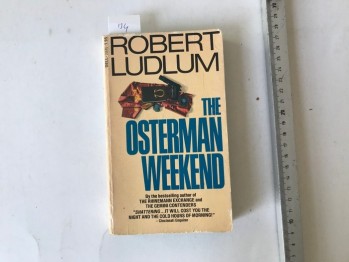 134
ROBERT
LUDLUM
THE
OSTERMAN
WEEKEND
By the bestselling author of
THE RHINEMANN EXCHANGE and
THE GEMINI CONTENDERS
"SHATTERING...IT WILL COST YOU THE
NIGHT AND THE COLD HOURS OF MORNING!"